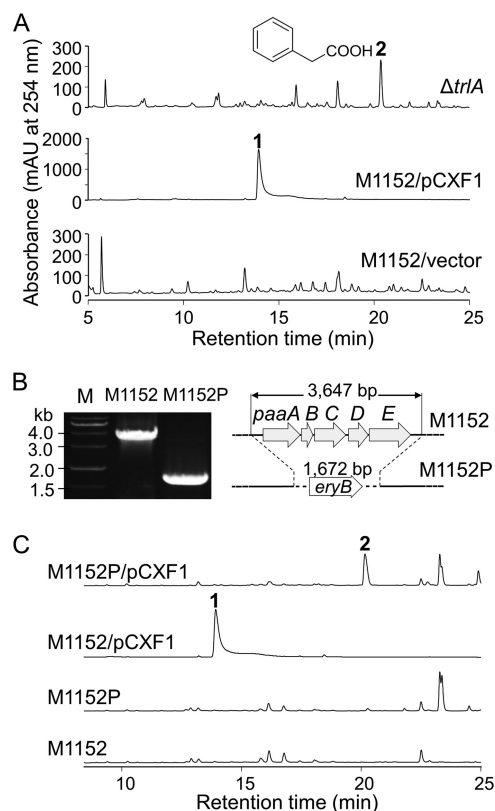 A
Absorbance (mAU at 254 nm)
300
200
100
0
COOH 2
ΔtrlA
2000
1000
0
1
M1152/pCXF1
300
200
100
0
M1152/vector
5 10 15 20 25
Retention time (min)
B
M M1152 M1152P
kb
4.0
3.0
2.0
1.5
3,647 bp
paaA B C D E
M1152
1,672 bp
M1152P
eryB
C
2
M1152P/pCXF1
1
M1152/pCXF1
M1152P
M1152
10 15 20 25
Retention time (min)